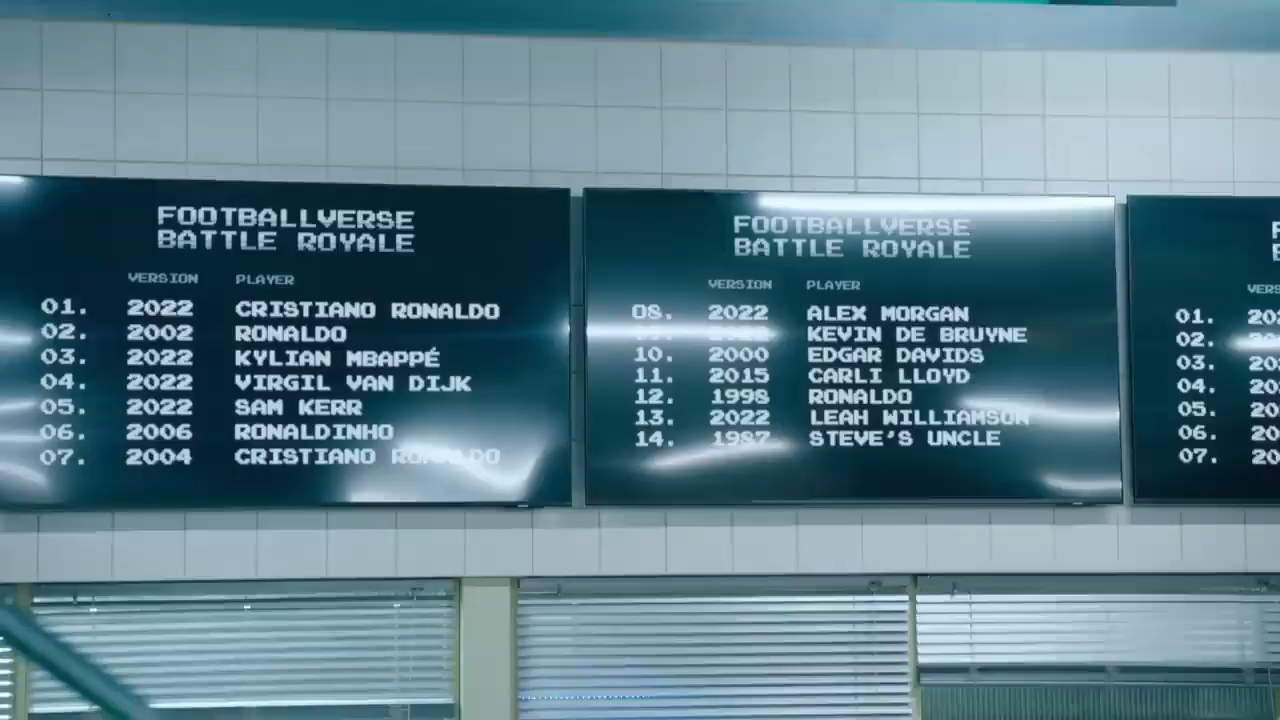 FOOTBALLVERSE
BATTLE ROYALE
VERSION PLAYER
01. 2022 CRISTIANO RONALDO
02. 2002 RONALDO
03. 2022 KYLIAN MBAPPÉ
04. 2022 VIRGIL VAN DIJK
05. 2022 SAM KERR
06. 2006 RONALDINHO
07. 2004 CRISTIANO RONALDO
FOOTBALLVERSE
BATTLE ROYALE
VERSION PLAYER
08. 2022 ALEX MORGAN
KEVIN DE BRUYNE
10. 2000 EDGAR DAVIDS
11. 2015 CARLI LLOYD
12. 1998 RONALDO
13. 2022 LEAH WILLIAMSON
14. 1987 STEVE'S UNCLE
01.
02.
03.
04.
05.
06.
07.